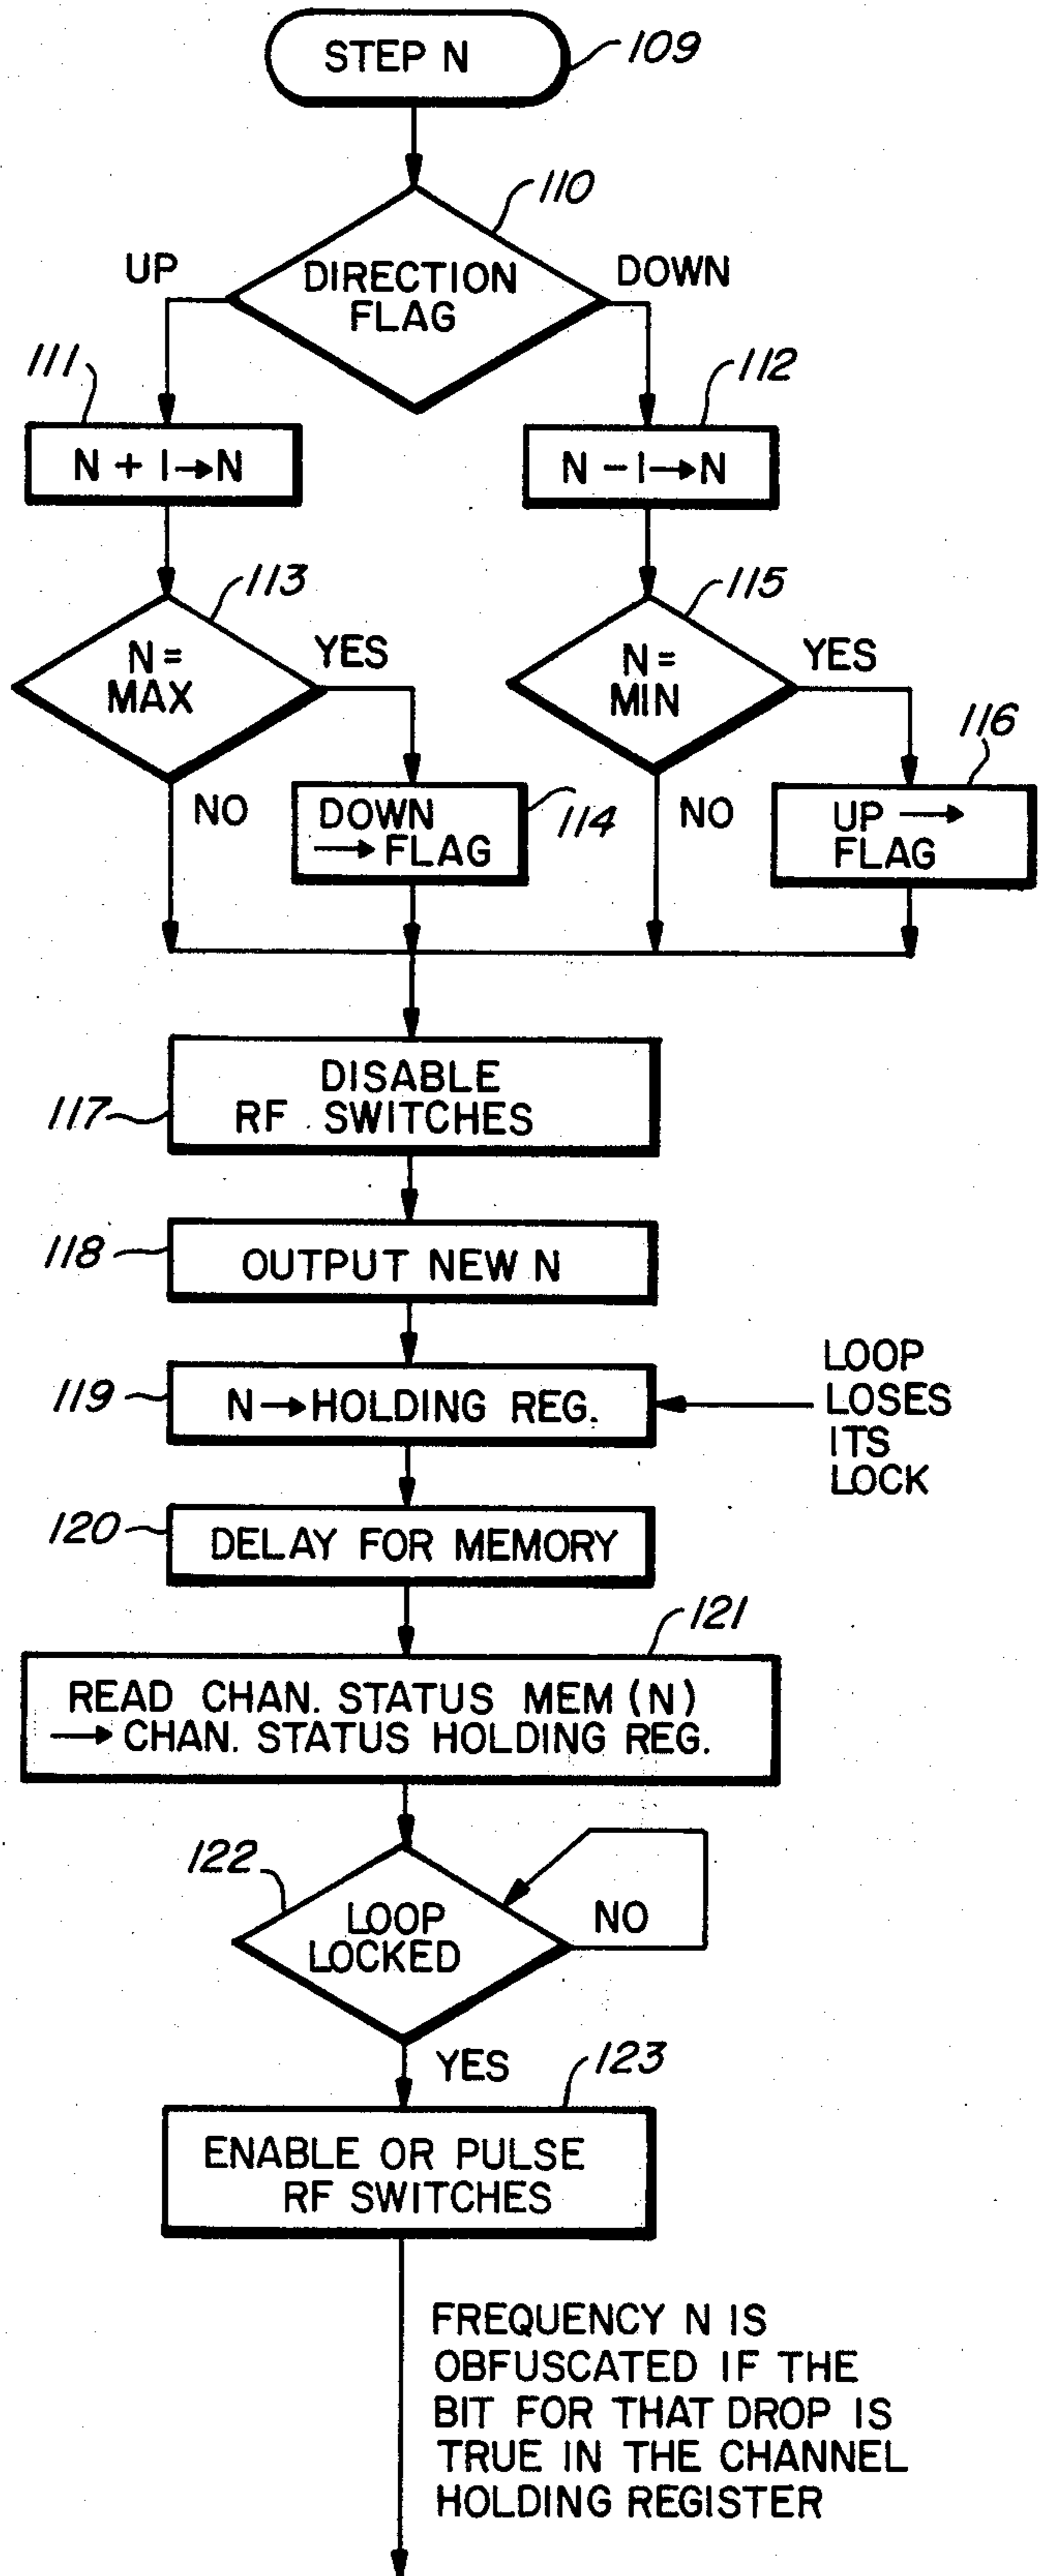 STEP N
109
110
DIRECTION
FLAG
UP
DOWN
111
112
N + 1→N
N - 1→N
113
115
N =
MAX
YES
N =
MIN
YES
116
NO
DOWN
→ FLAG
114
NO
UP →
FLAG
117
DISABLE
RF SWITCHES
118
OUTPUT NEW N
119
N→HOLDING REG.
LOOP
LOSES
ITS
LOCK
120
DELAY FOR MEMORY
121
READ CHAN. STATUS MEM (N)
→ CHAN. STATUS HOLDING REG.
122
LOOP
LOCKED
NO
YES
123
ENABLE OR PULSE
RF SWITCHES
FREQUENCY N IS
OBFUSCATED IF THE
BIT FOR THAT DROP IS
TRUE IN THE CHANNEL
HOLDING REGISTER